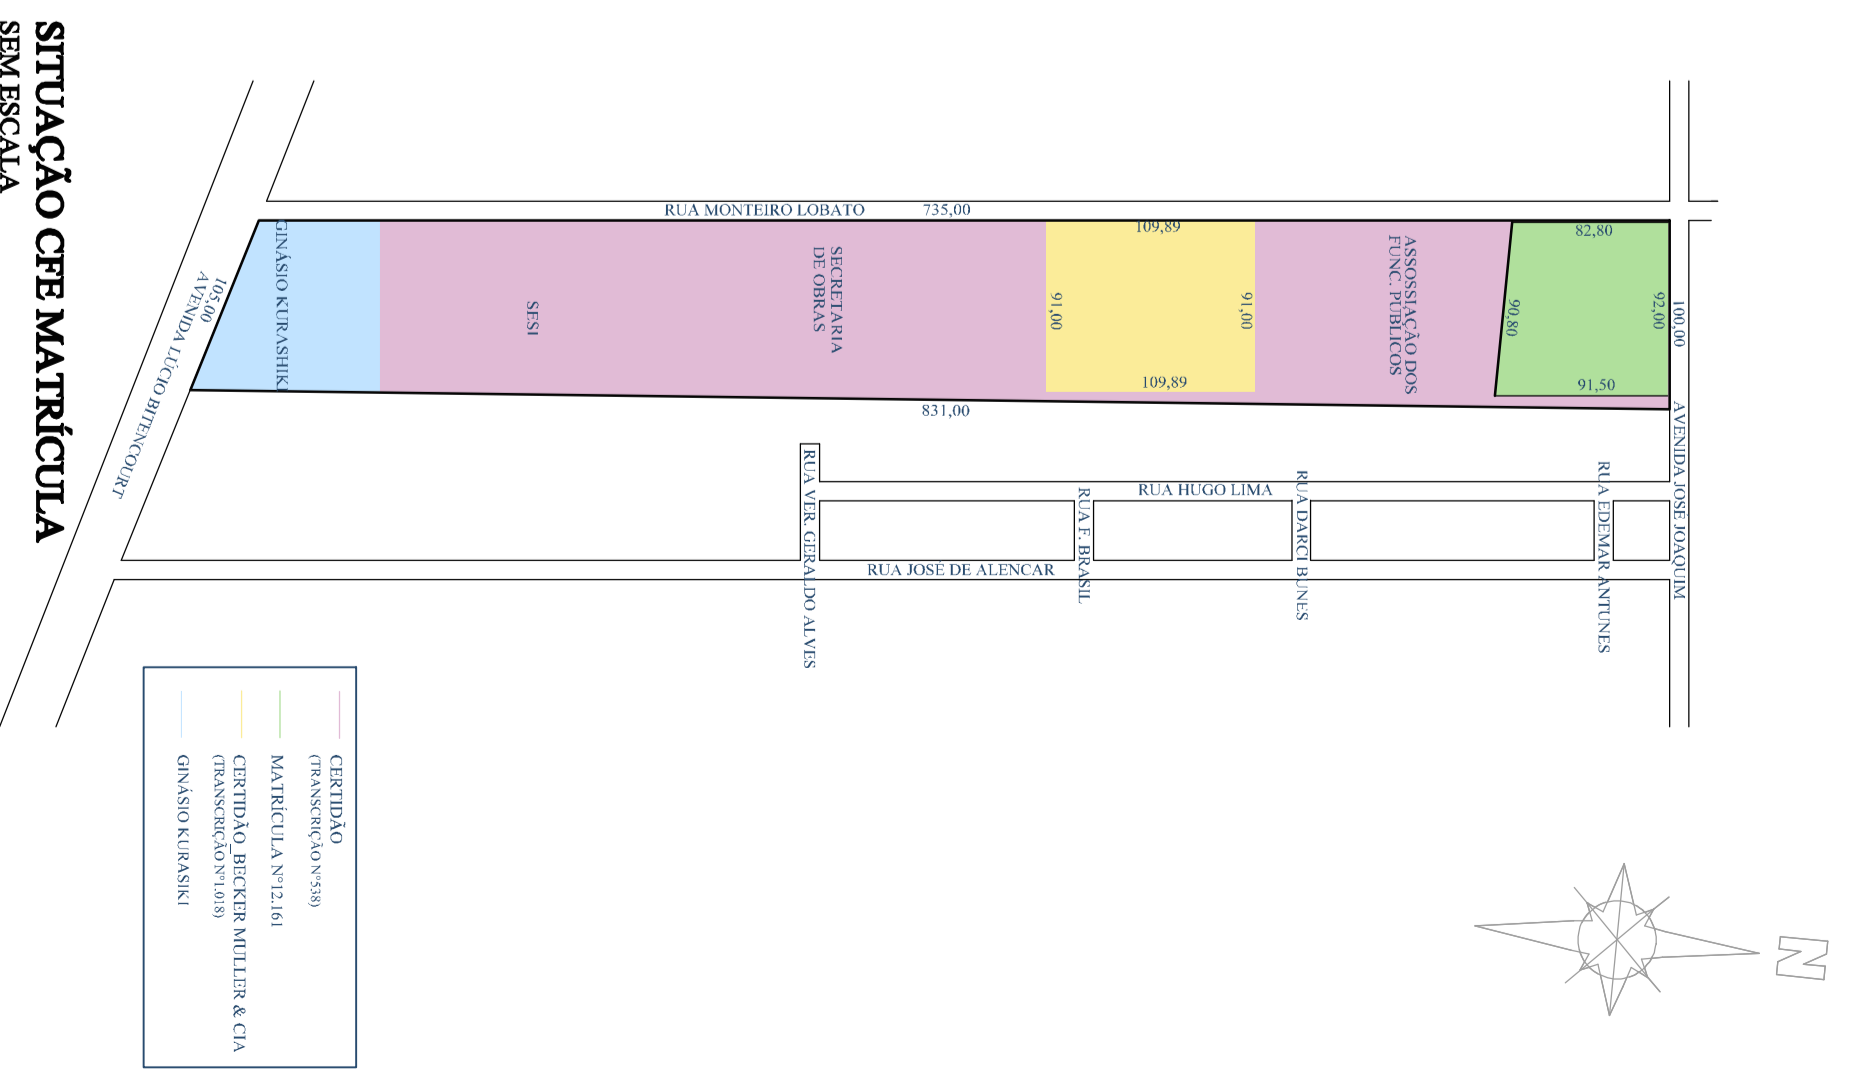 SITUAÇÃO CFE MATRÍCULA
SEM ESCALA
RUA MONTEIRO LOBATO
735,00
GINÁSIO KURASHIKI
SESI
SECRETARIA
DE OBRAS
109,89
91,00
91,00
109,89
ASSOSSIAÇÃO DOS
FUNC. PÚBLICOS
82,80
90,80
92,00
91,50
100,00
AVENIDA JOSÉ JOAQUIM
105,00
AVENIDA LÚCIO BITENCOURT
831,00
RUA VER. GERALDO ALVES
RUA HUGO LIMA
RUA F. BRASIL
RUA DARCI BUNES
RUA EDEMAR ANTUNES
RUA JOSÉ DE ALENCAR
CERTIDÃO
(TRANSCRIÇÃO Nº538)
MATRÍCULA Nº12.161
CERTIDÃO_BECKER MULLER & CIA
(TRANSCRIÇÃO Nº1.018)
GINÁSIO KURASIKI
N